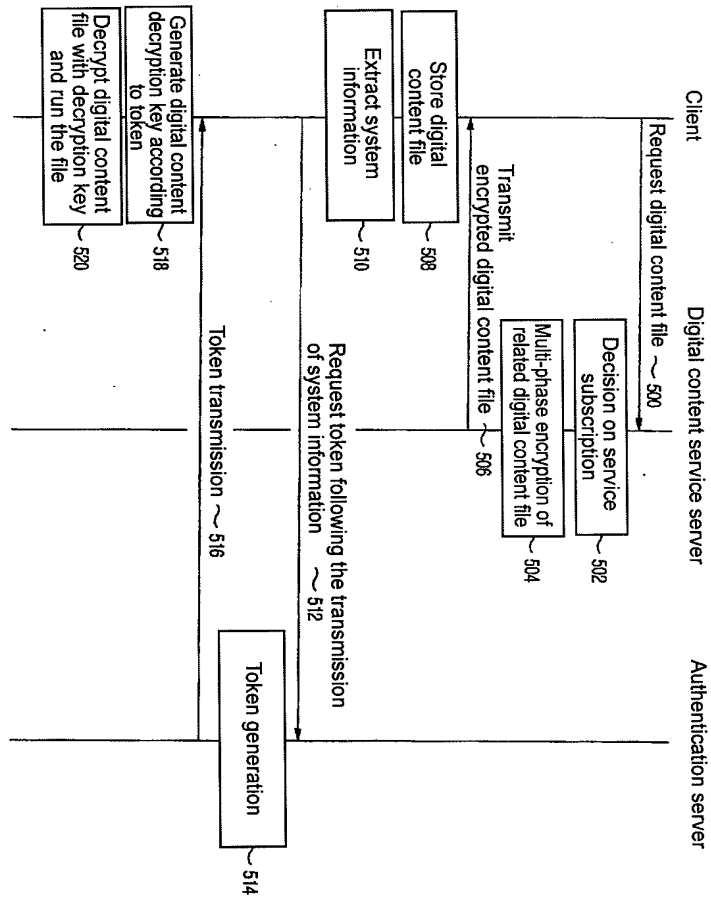 Client
Digital content service server
Authentication server
Request digital content file ~ 500
Decision on service
subscription
502
Multi-phase encryption of
related digital content file
504
Transmit
encrypted digital content file ~ 506
Store digital
content file
508
Extract system
information
510
Request token following the transmission
of system information ~ 512
Token generation
514
Token transmission ~ 516
Generate digital content
decryption key according
to token
518
Decrypt digital content
file with decryption key
and run the file
520